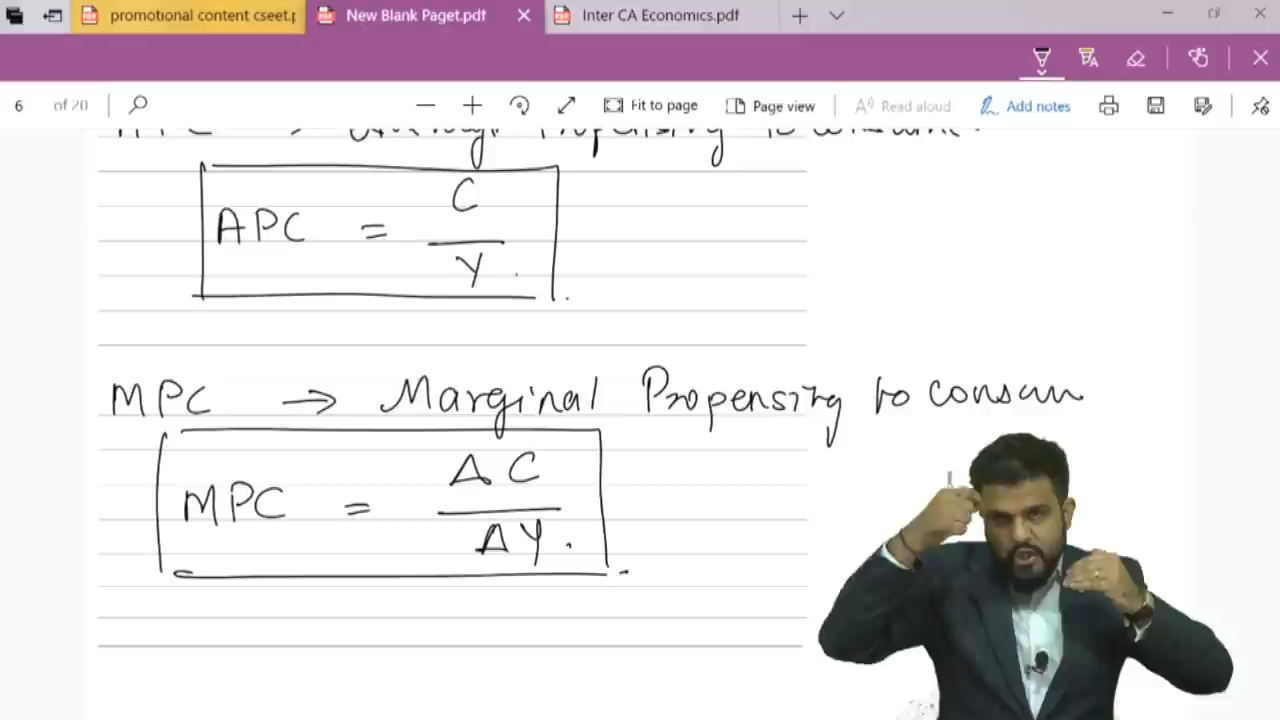 promotional content cseet.p
New Blank Paget.pdf
Inter CA Economics.pdf
6 of 20
Fit to page
Page view
Read aloud
Add notes
APC = C
Y
MPC → Marginal Propensing to consum
MPC = ΔC
ΔY